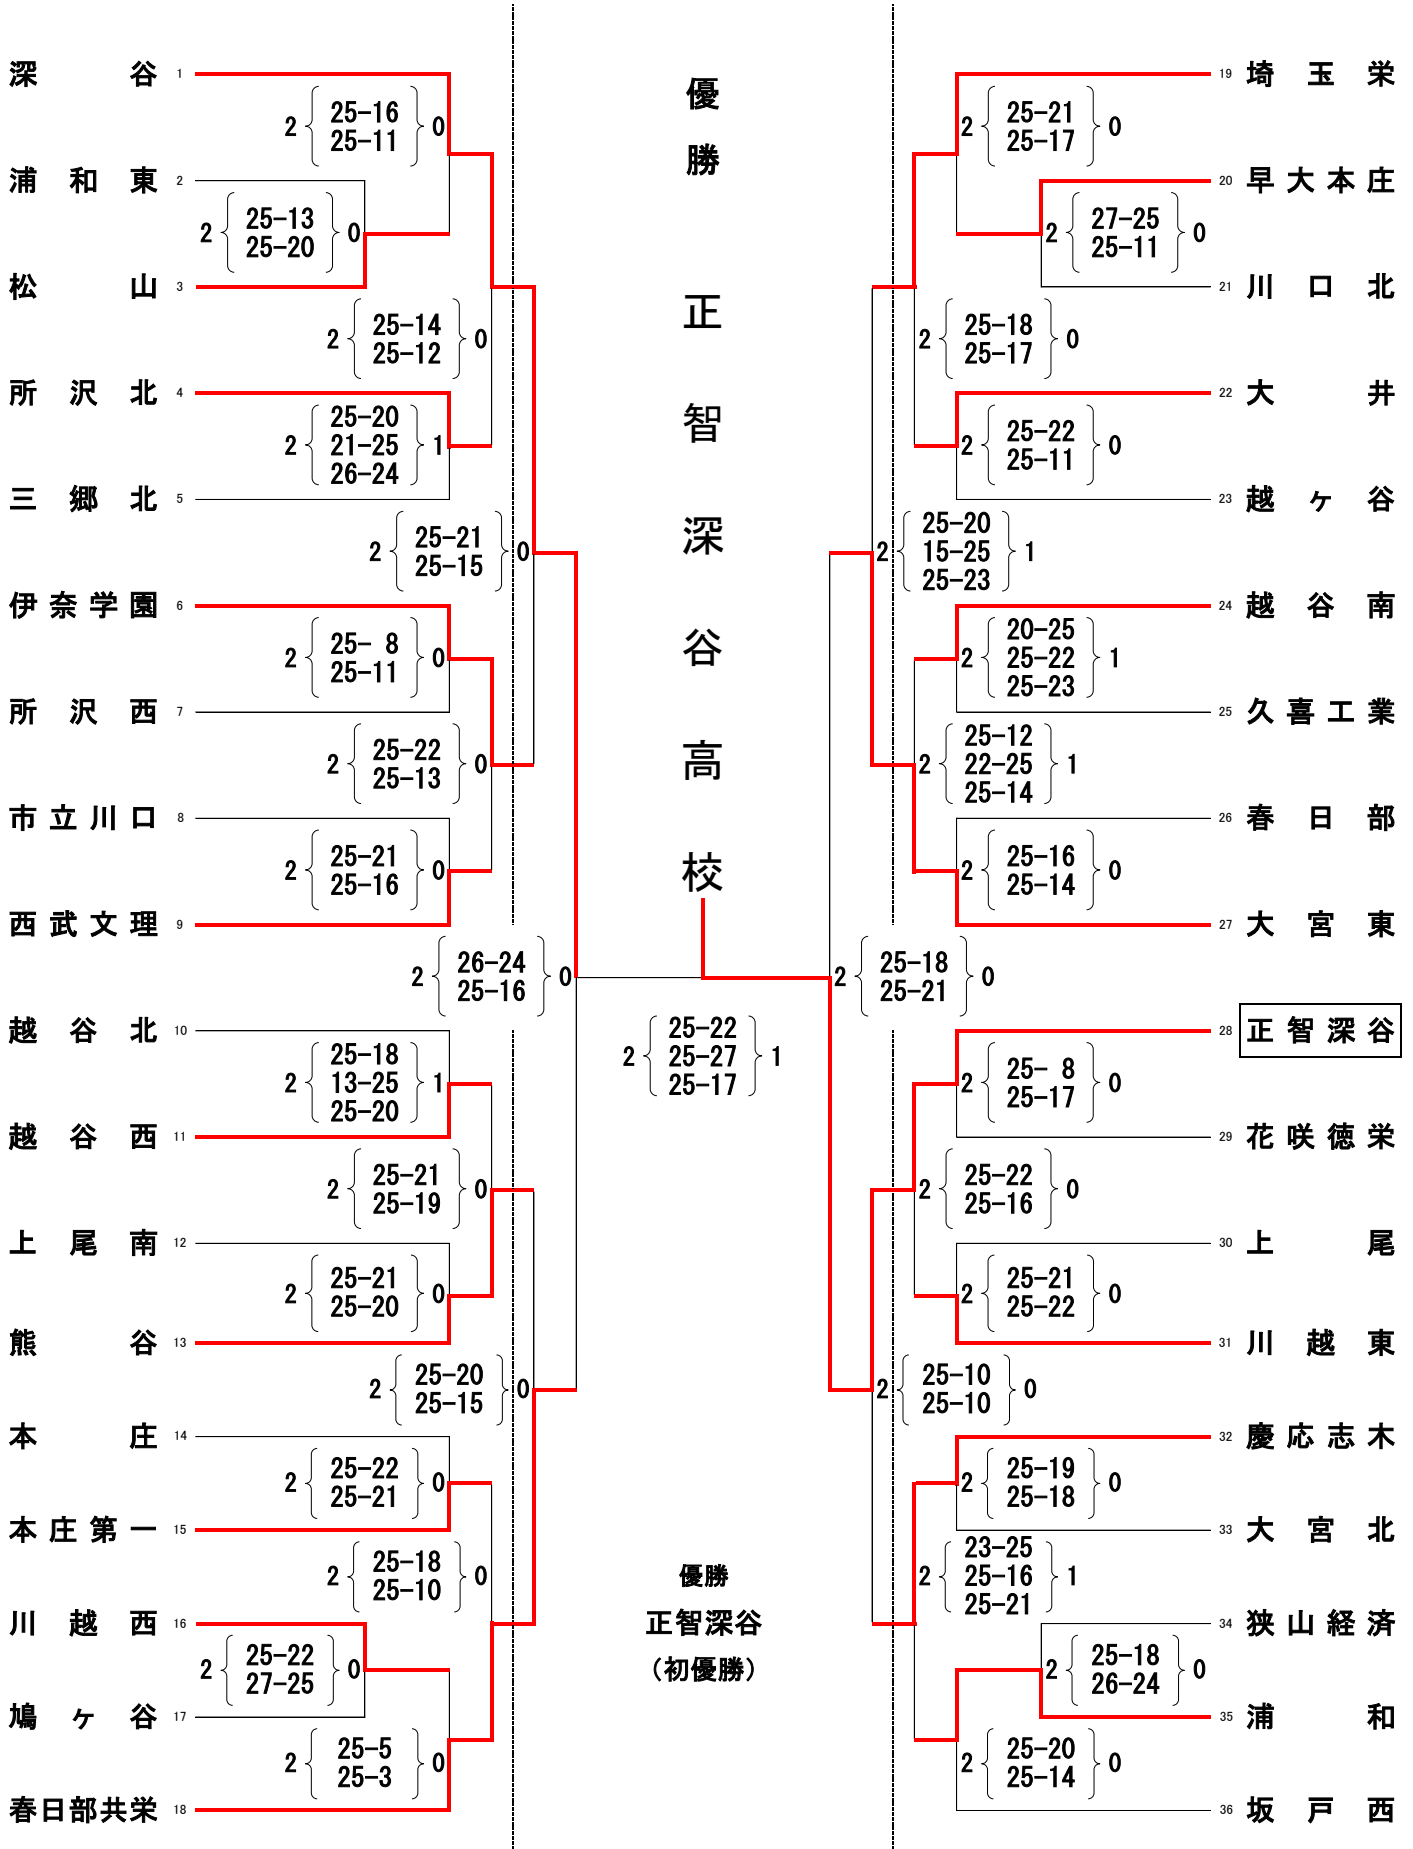 優勝 正智深谷高校
深谷 1
2 25-16 0
25-11
浦和東 2
2 25-13 0
25-20
松山 3
2 25-14 0
25-12
所沢北 4
25-20
2 21-25 1
26-24
三郷北 5
2 25-21 0
25-15
伊奈学園 6
2 25- 8 0
25-11
所沢西 7
2 25-22 0
25-13
市立川口 8
2 25-21 0
25-16
西武文理 9
2 26-24 0
25-16
越谷北 10
25-18
2 13-25 1
25-20
越谷西 11
2 25-21 0
25-19
上尾南 12
2 25-21 0
25-20
熊谷 13
2 25-20 0
25-15
本庄 14
2 25-22 0
25-21
本庄第一 15
2 25-18 0
25-10
川越西 16
2 25-22 0
27-25
鳩ヶ谷 17
2 25-5 0
25-3
春日部共栄 18
25-22
2 25-27 1
25-17
優勝
正智深谷
（初優勝）
19 埼玉栄
2 25-21 0
25-17
20 早大本庄
2 27-25 0
25-11
21 川口北
2 25-18 0
25-17
22 大井
2 25-22 0
25-11
23 越ヶ谷
25-20
2 15-25 1
25-23
24 越谷南
20-25
2 25-22 1
25-23
25 久喜工業
25-12
2 22-25 1
25-14
26 春日部
2 25-16 0
25-14
27 大宮東
2 25-18 0
25-21
28 正智深谷
2 25- 8 0
25-17
29 花咲徳栄
2 25-22 0
25-16
30 上尾
2 25-21 0
25-22
31 川越東
2 25-10 0
25-10
32 慶応志木
2 25-19 0
25-18
33 大宮北
23-25
2 25-16 1
25-21
34 狭山経済
2 25-18 0
26-24
35 浦和
2 25-20 0
25-14
36 坂戸西